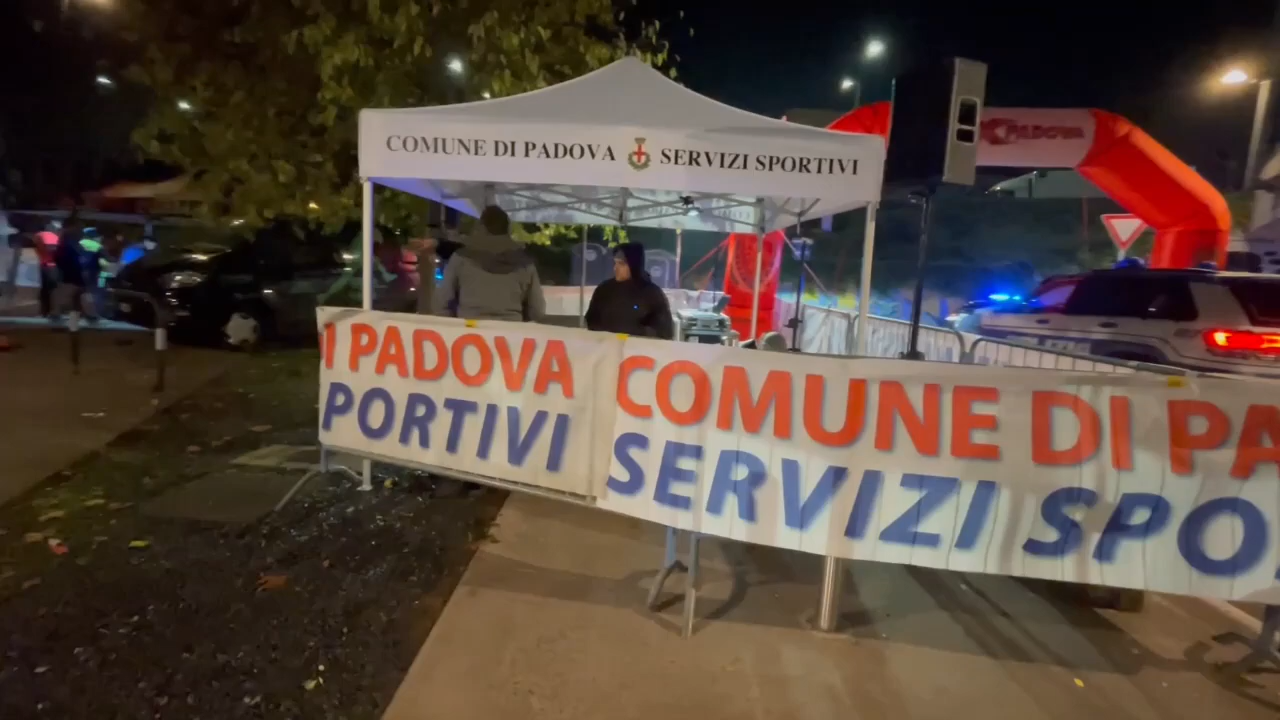 COMUNE DI PADOVA SERVIZI SPORTIVI
PADOVA
I PADOVA
PORTIVI
COMUNE DI PA
SERVIZI SPO